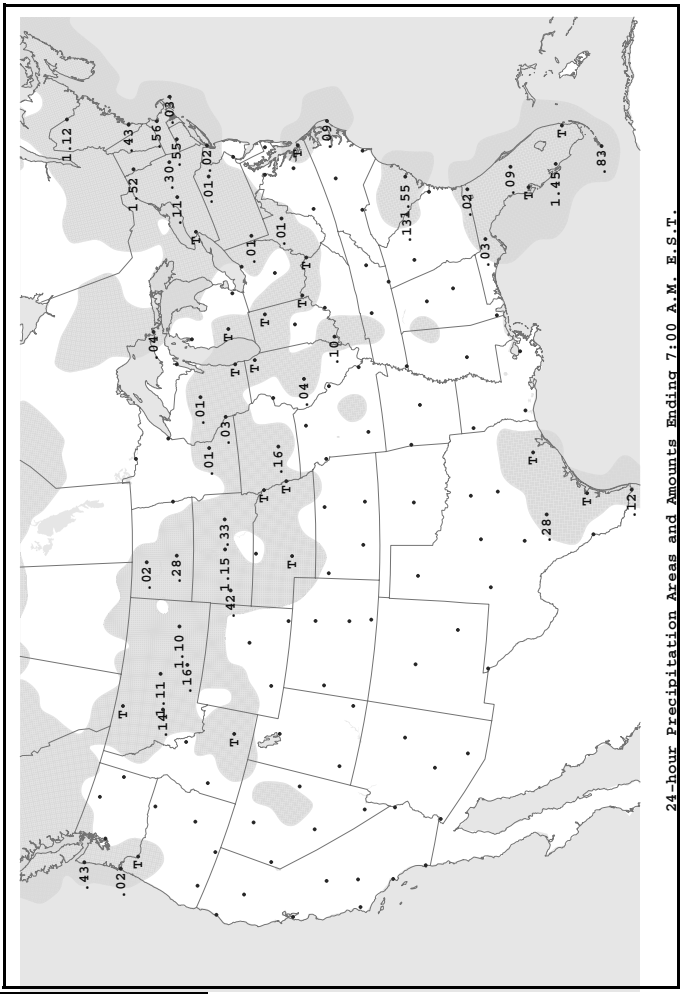 1.12
.43
.02
T
.43
1.52
T
.02
.04
.56
.14
1.11
.03
.30
.28
.55
.11
1.10
.16
T
.01
.02
.01
.01
1.15
.33
.03
T
.42
T
T
.01
T
T
T
.16
.01
T
T
T
T
.04
T
.09
.10
.13
1.55
.02
.03
.09
T
T
.28
1.45
T
T
.83
.12
24-hour Precipitation Areas and Amounts Ending 7:00 A.M. E.S.T.